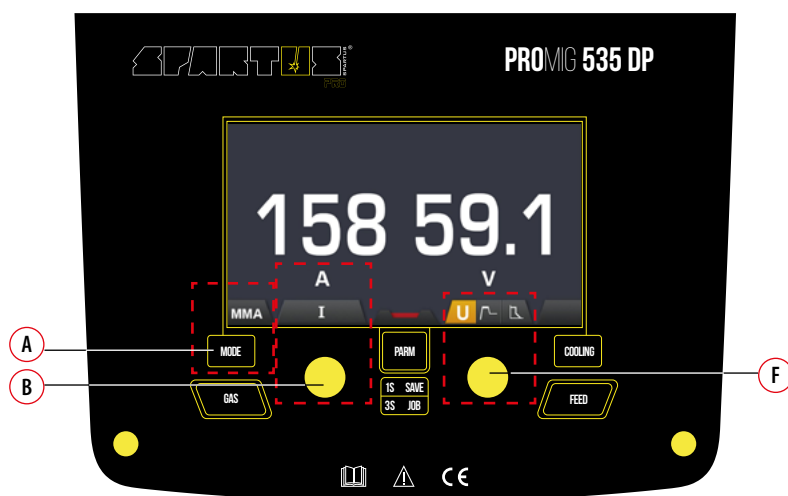 SPARTUS®
SPARTUS
PRO
PROMIG 535 DP
158 59.1
A V
MMA I U
A
MODE
PARM
COOLING
B
F
1S SAVE
3S JOB
GAS
FEED
CE